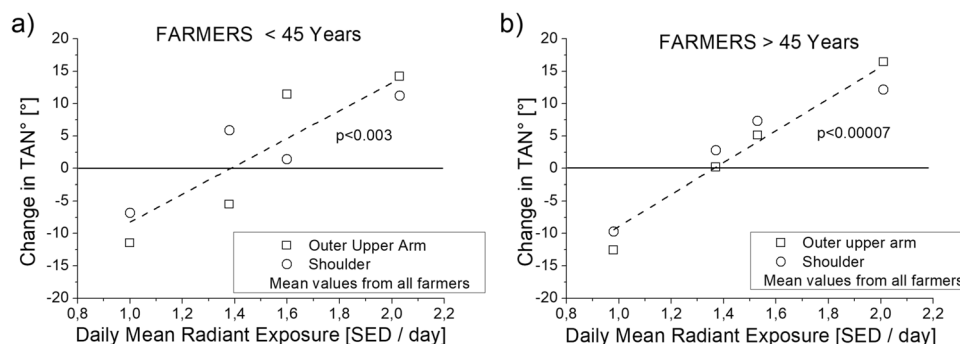 a)
FARMERS < 45 Years
Change in TAN° [°]
20
15
10
5
0
-5
-10
-15
-20
p<0.003
Outer Upper Arm
Shoulder
Mean values from all farmers
0,8 1,0 1,2 1,4 1,6 1,8 2,0 2,2
Daily Mean Radiant Exposure [SED / day]
b)
FARMERS > 45 Years
Change in TAN° [°]
20
15
10
5
0
-5
-10
-15
-20
p<0.00007
Outer upper arm
Shoulder
Mean values from all farmers
0,8 1,0 1,2 1,4 1,6 1,8 2,0 2,2
Daily Mean Radiant Exposure [SED / day]